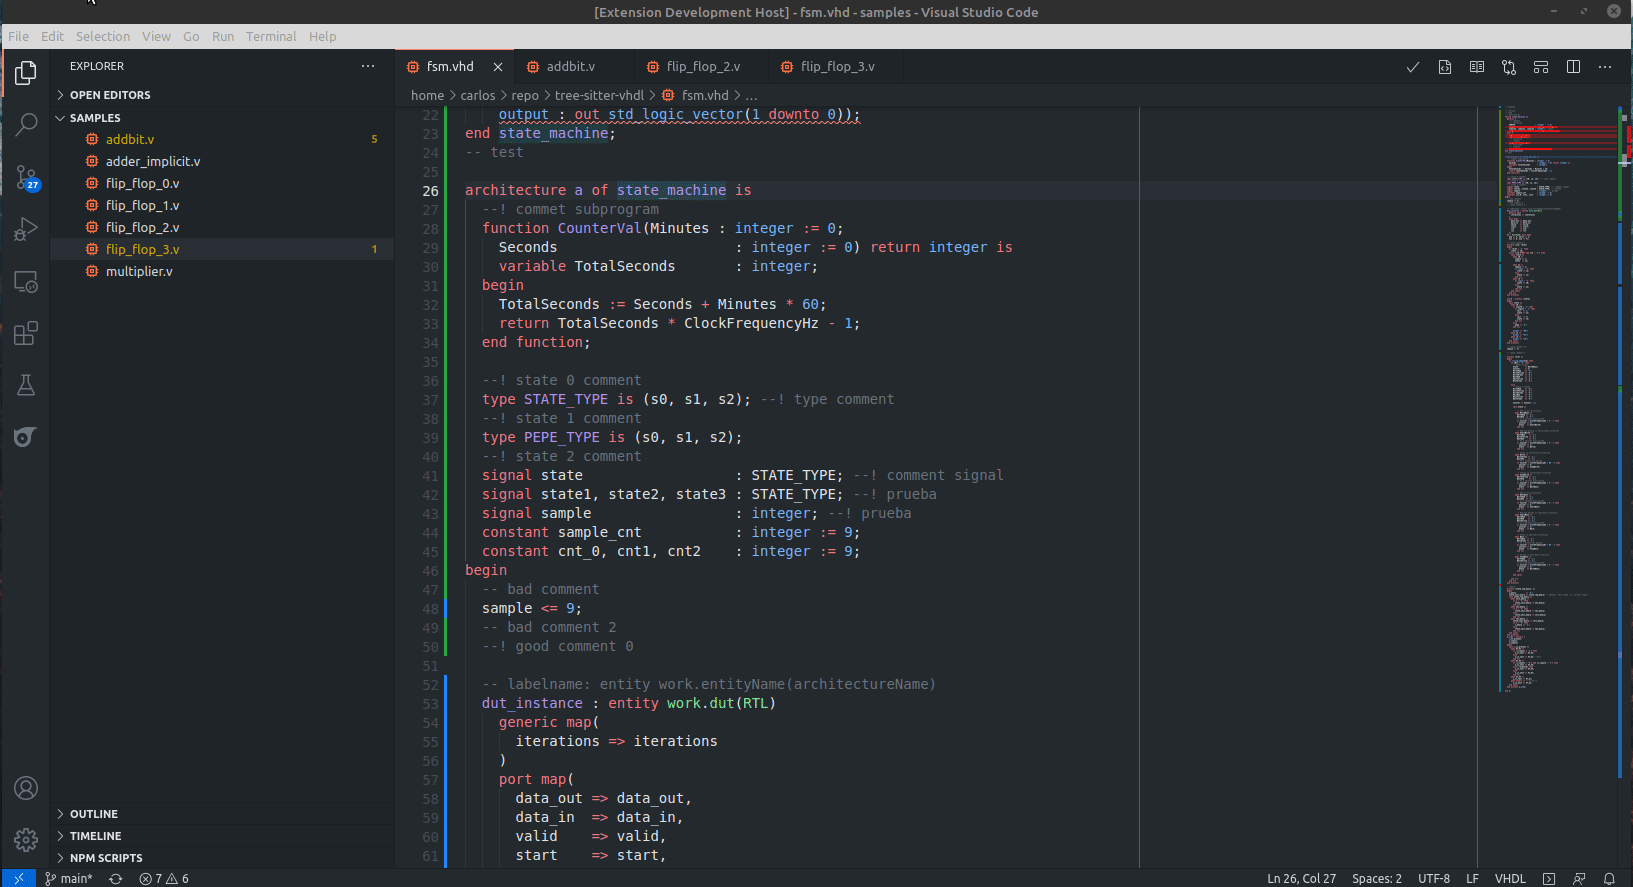 [Extension Development Host] - fsm.vhd - samples - Visual Studio Code
File Edit Selection View Go Run Terminal Help
EXPLORER
OPEN EDITORS
SAMPLES
addbit.v 5
adder_implicit.v
flip_flop_0.v
flip_flop_1.v
flip_flop_2.v
flip_flop_3.v 1
multiplier.v
OUTLINE
TIMELINE
NPM SCRIPTS
27
fsm.vhd addbit.v flip_flop_2.v flip_flop_3.v
home > carlos > repo > tree-sitter-vhdl > fsm.vhd > ...
22 output : out std_logic_vector(1 downto 0));
23 end state_machine;
24 -- test
25
26 architecture a of state_machine is
27 --! commet subprogram
28 function CounterVal(Minutes : integer := 0;
29 Seconds : integer := 0) return integer is
30 variable TotalSeconds : integer;
31 begin
32 TotalSeconds := Seconds + Minutes * 60;
33 return TotalSeconds * ClockFrequencyHz - 1;
34 end function;
35
36 --! state 0 comment
37 type STATE_TYPE is (s0, s1, s2); --! type comment
38 --! state 1 comment
39 type PEPE_TYPE is (s0, s1, s2);
40 --! state 2 comment
41 signal state : STATE_TYPE; --! comment signal
42 signal state1, state2, state3 : STATE_TYPE; --! prueba
43 signal sample : integer; --! prueba
44 constant sample_cnt : integer := 9;
45 constant cnt_0, cnt1, cnt2 : integer := 9;
46 begin
47 -- bad comment
48 sample <= 9;
49 -- bad comment 2
50 --! good comment 0
51
52 -- labelname: entity work.entityName(architectureName)
53 dut_instance : entity work.dut(RTL)
54 generic map(
55 iterations => iterations
56 )
57 port map(
58 data_out => data_out,
59 data_in => data_in,
60 valid => valid,
61 start => start,
main* 7 6 Ln 26, Col 27 Spaces: 2 UTF-8 LF VHDL